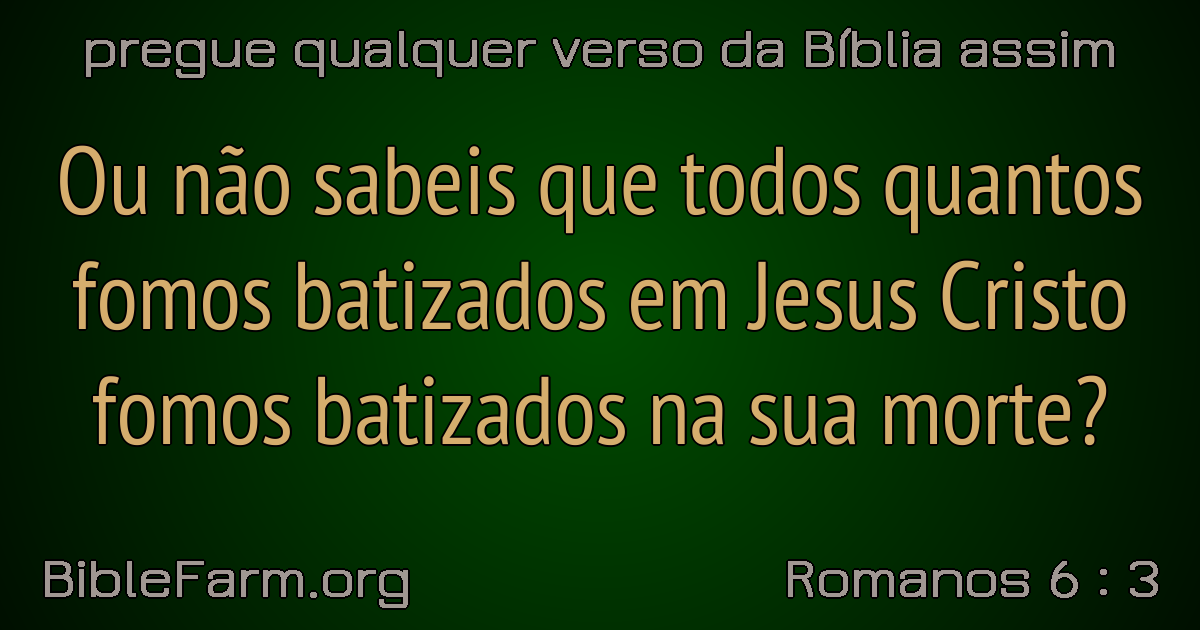 pregue qualquer verso da Bíblia assim
Ou não sabeis que todos quantos
fomos batizados em Jesus Cristo
fomos batizados na sua morte?
BibleFarm.org
Romanos 6 : 3